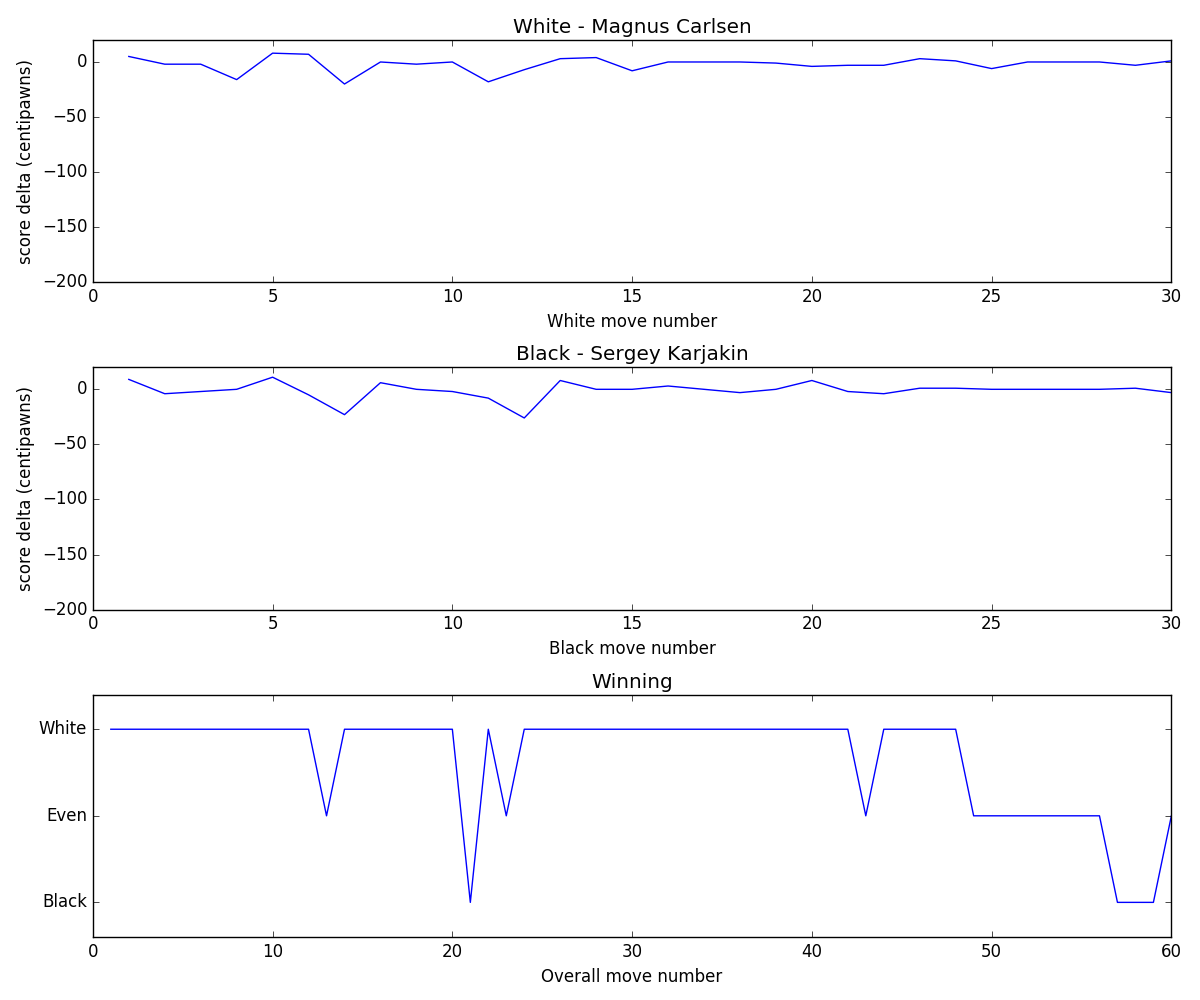 White - Magnus Carlsen
score delta (centipawns)
0
−50
−100
−150
−200
0 5 10 15 20 25 30
White move number
Black - Sergey Karjakin
score delta (centipawns)
0
−50
−100
−150
−200
0 5 10 15 20 25 30
Black move number
Winning
White
Even
Black
0 10 20 30 40 50 60
Overall move number